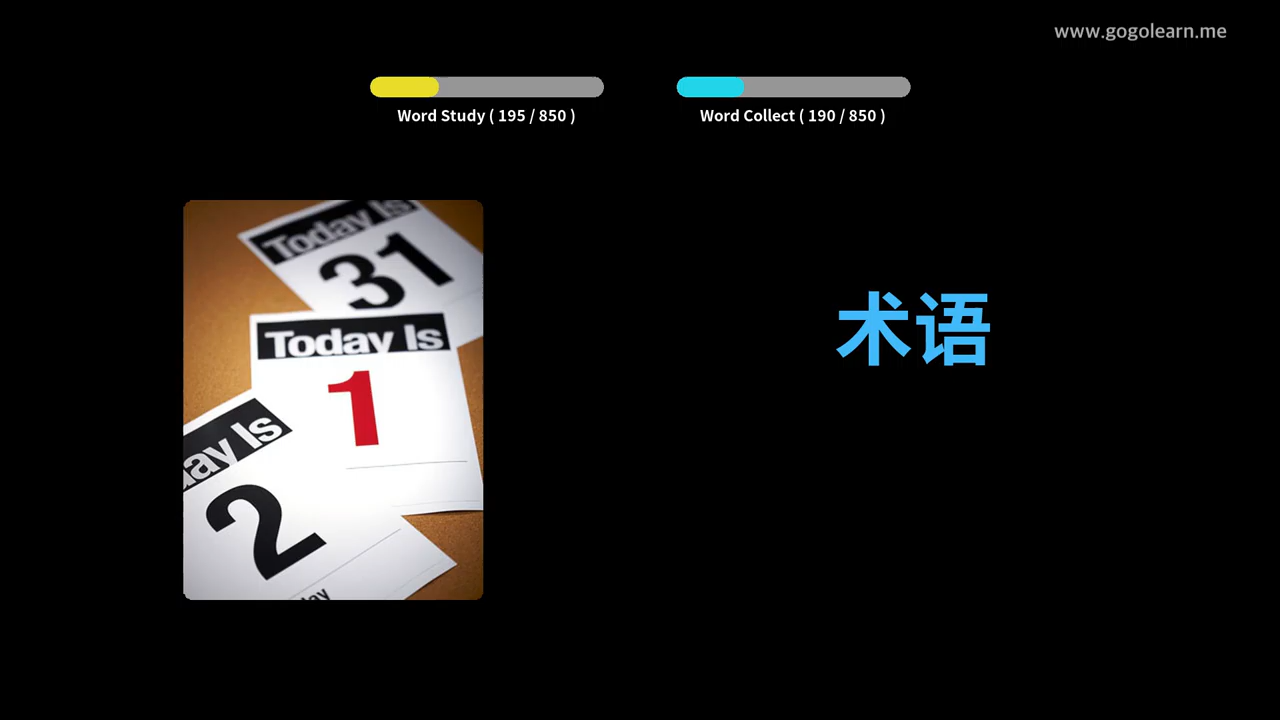 www.gogolearn.me
Word Study ( 195 / 850 )
Word Collect ( 190 / 850 )
Today Is
31
Today Is
1
术语
ay Is
2